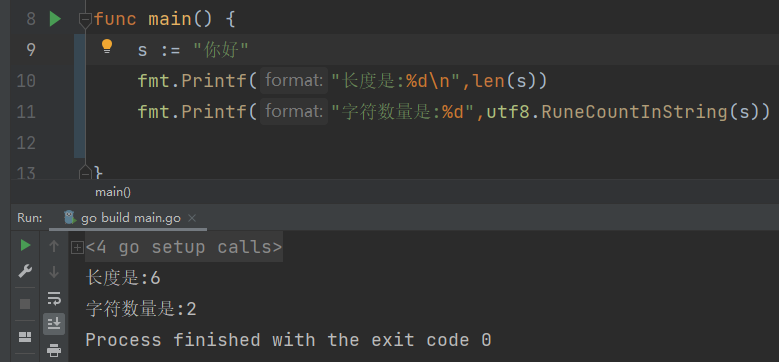 8 func main() {
9 s := "你好"
10 fmt.Printf( format: "长度是:%d\n",len(s))
11 fmt.Printf( format: "字符数量是:%d",utf8.RuneCountInString(s))
12
13 }
main()
Run: go build main.go ×
<4 go setup calls>
长度是:6
字符数量是:2
Process finished with the exit code 0